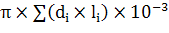 π × ∑(dᵢ × lᵢ) × 10⁻³